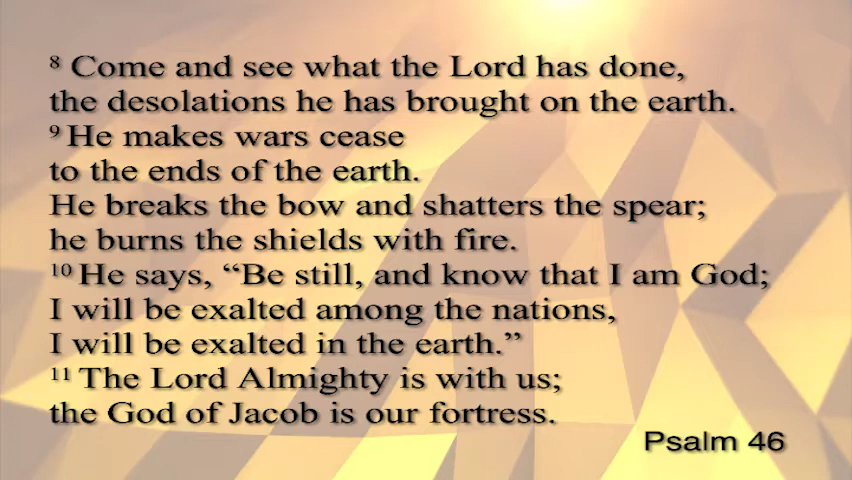 ⁸ Come and see what the Lord has done,
the desolations he has brought on the earth.
⁹ He makes wars cease
to the ends of the earth.
He breaks the bow and shatters the spear;
he burns the shields with fire.
¹⁰ He says, “Be still, and know that I am God;
I will be exalted among the nations,
I will be exalted in the earth.”
¹¹ The Lord Almighty is with us;
the God of Jacob is our fortress.
Psalm 46